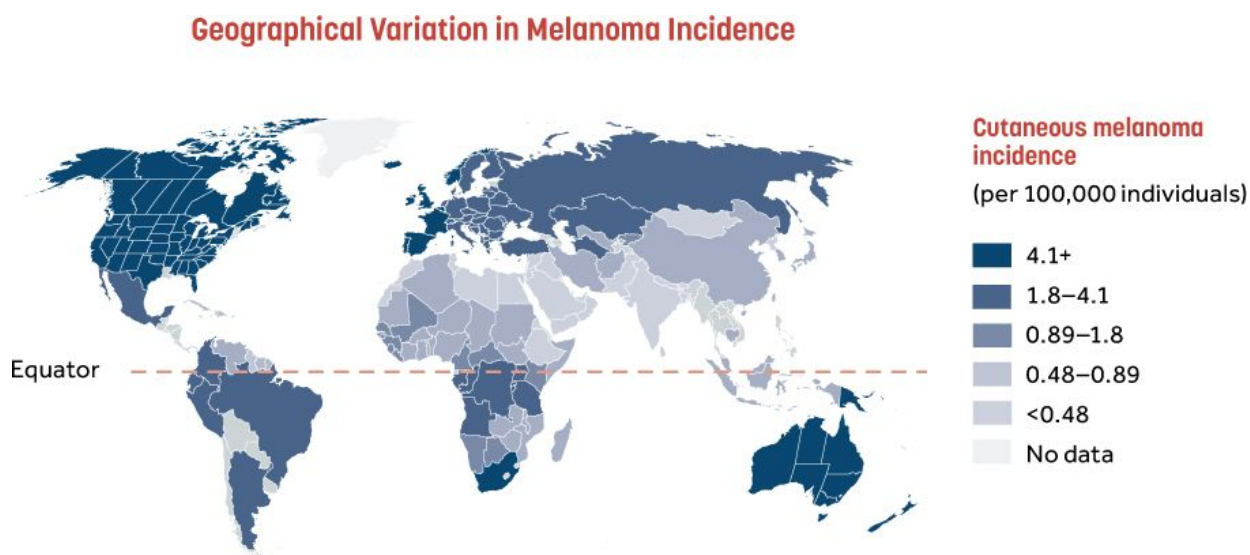 Geographical Variation in Melanoma Incidence
Cutaneous melanoma
incidence
(per 100,000 individuals)
4.1+
1.8–4.1
0.89–1.8
0.48–0.89
<0.48
No data
Equator